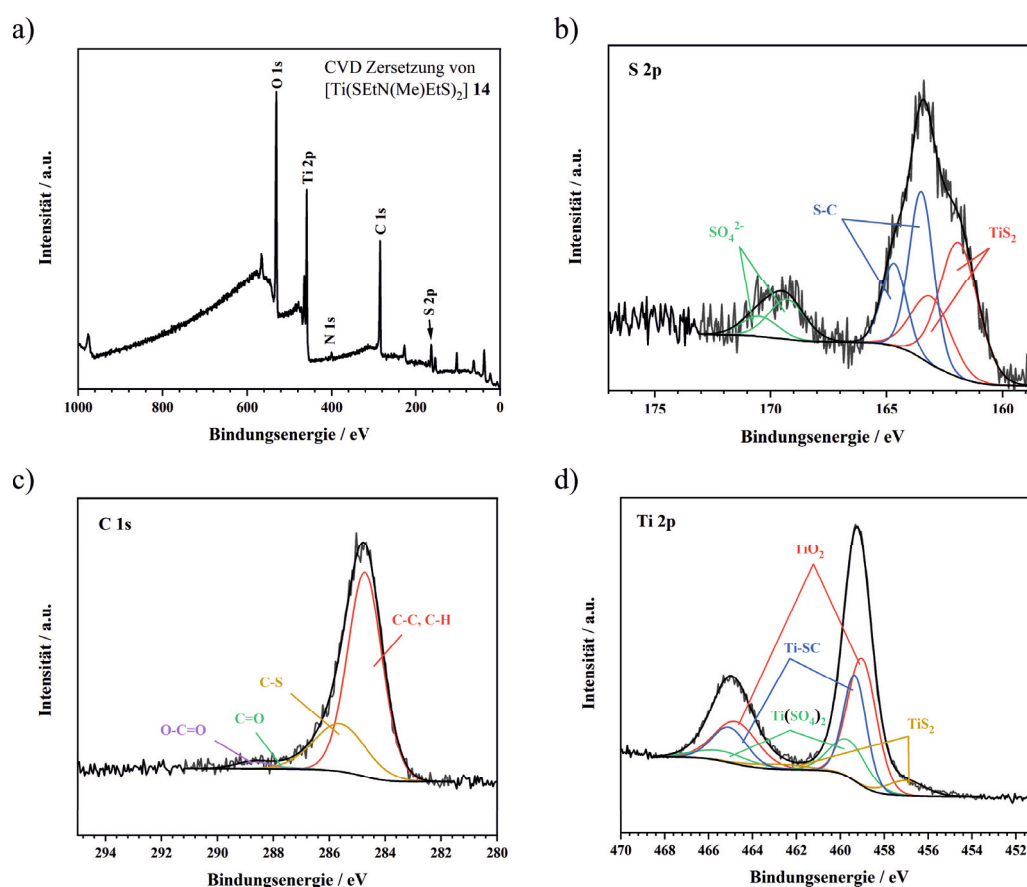 a)
CVD Zersetzung von
[Ti(SEtN(Me)EtS)₂] 14
O 1s
Ti 2p
N 1s
C 1s
S 2p
Intensität / a.u.
1000 800 600 400 200 0
Bindungsenergie / eV
b)
S 2p
SO₄²⁻
S-C
TiS₂
Intensität / a.u.
175 170 165 160
Bindungsenergie / eV
c)
C 1s
C-C, C-H
C-S
C=O
O-C=O
Intensität / a.u.
294 292 290 288 286 284 282 280
Bindungsenergie / eV
d)
Ti 2p
TiO₂
Ti-SC
Ti(SO₄)₂
TiS₂
Intensität / a.u.
470 468 466 464 462 460 458 456 454 452
Bindungsenergie / eV